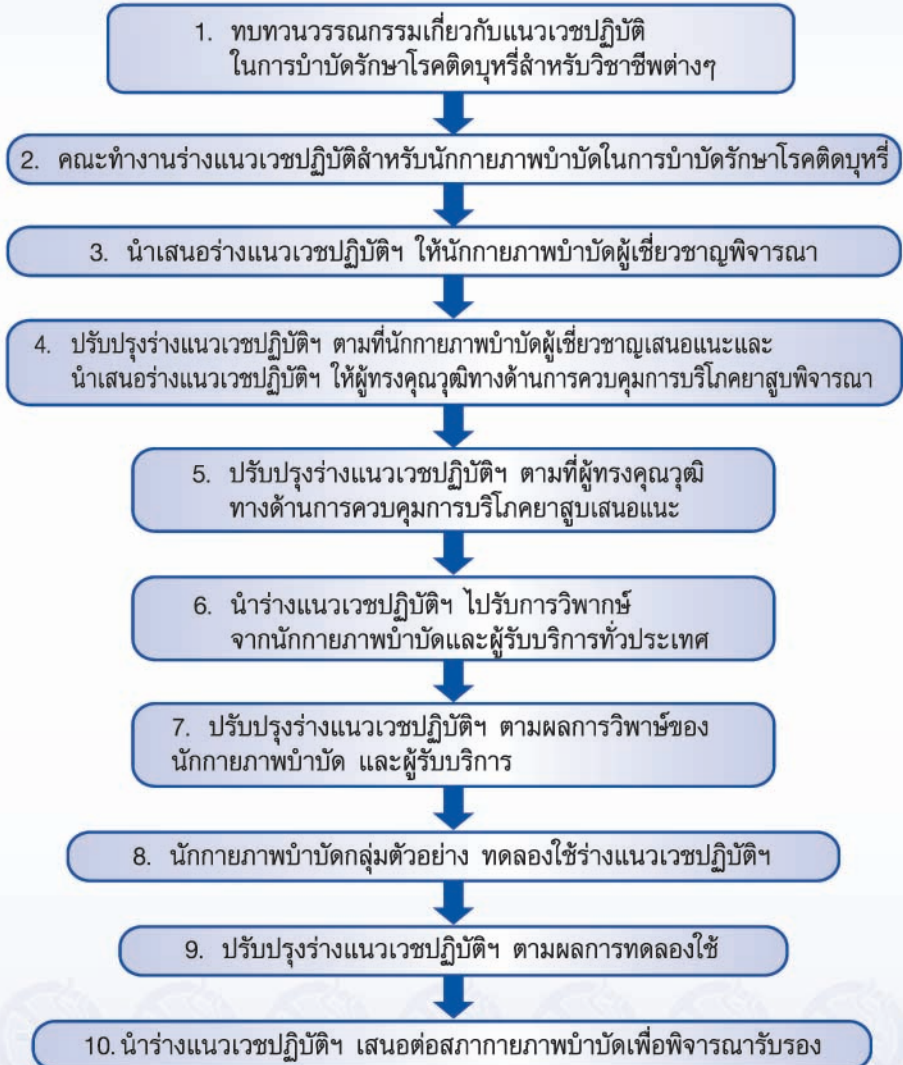 1. ทบทวนวรรณกรรมเกี่ยวกับแนวเวชปฏิบัติ
ในการบำบัดรักษาโรคติดบุหรี่สำหรับวิชาชีพต่างๆ
2. คณะทำงานร่างแนวเวชปฏิบัติสำหรับนักกายภาพบำบัดในการบำบัดรักษาโรคติดบุหรี่
3. นำเสนอร่างแนวเวชปฏิบัติฯ ให้นักกายภาพบำบัดผู้เชี่ยวชาญพิจารณา
4. ปรับปรุงร่างแนวเวชปฏิบัติฯ ตามที่นักกายภาพบำบัดผู้เชี่ยวชาญเสนอแนะและ
นำเสนอร่างแนวเวชปฏิบัติฯ ให้ผู้ทรงคุณวุฒิทางด้านการควบคุมการบริโภคยาสูบพิจารณา
5. ปรับปรุงร่างแนวเวชปฏิบัติฯ ตามที่ผู้ทรงคุณวุฒิ
ทางด้านการควบคุมการบริโภคยาสูบเสนอแนะ
6. นำร่างแนวเวชปฏิบัติฯ ไปรับการวิพากษ์
จากนักกายภาพบำบัดและผู้รับบริการทั่วประเทศ
7. ปรับปรุงร่างแนวเวชปฏิบัติฯ ตามผลการวิพาษ์ของ
นักกายภาพบำบัด และผู้รับบริการ
8. นักกายภาพบำบัดกลุ่มตัวอย่าง ทดลองใช้ร่างแนวเวชปฏิบัติฯ
9. ปรับปรุงร่างแนวเวชปฏิบัติฯ ตามผลการทดลองใช้
10. นำร่างแนวเวชปฏิบัติฯ เสนอต่อสภากายภาพบำบัดเพื่อพิจารณารับรอง